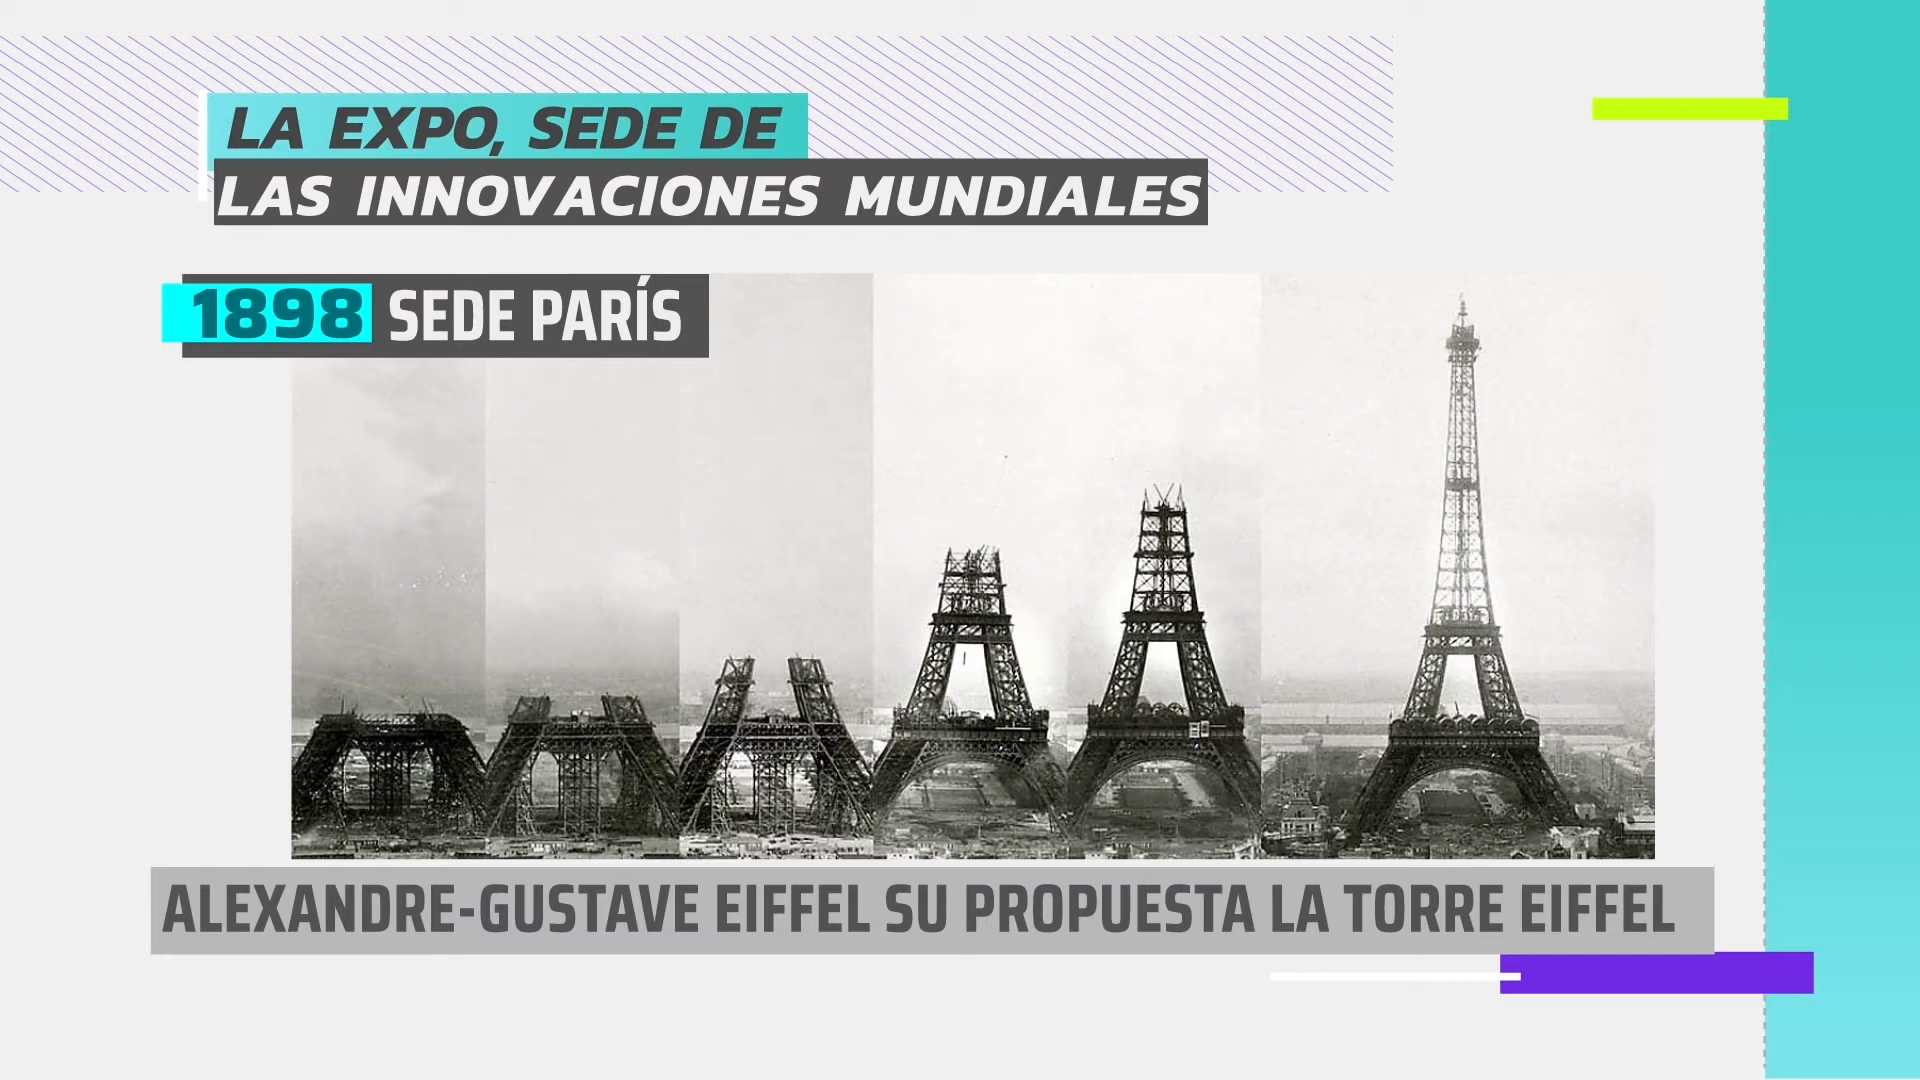 LA EXPO, SEDE DE
LAS INNOVACIONES MUNDIALES
1898 SEDE PARÍS
ALEXANDRE-GUSTAVE EIFFEL SU PROPUESTA LA TORRE EIFFEL